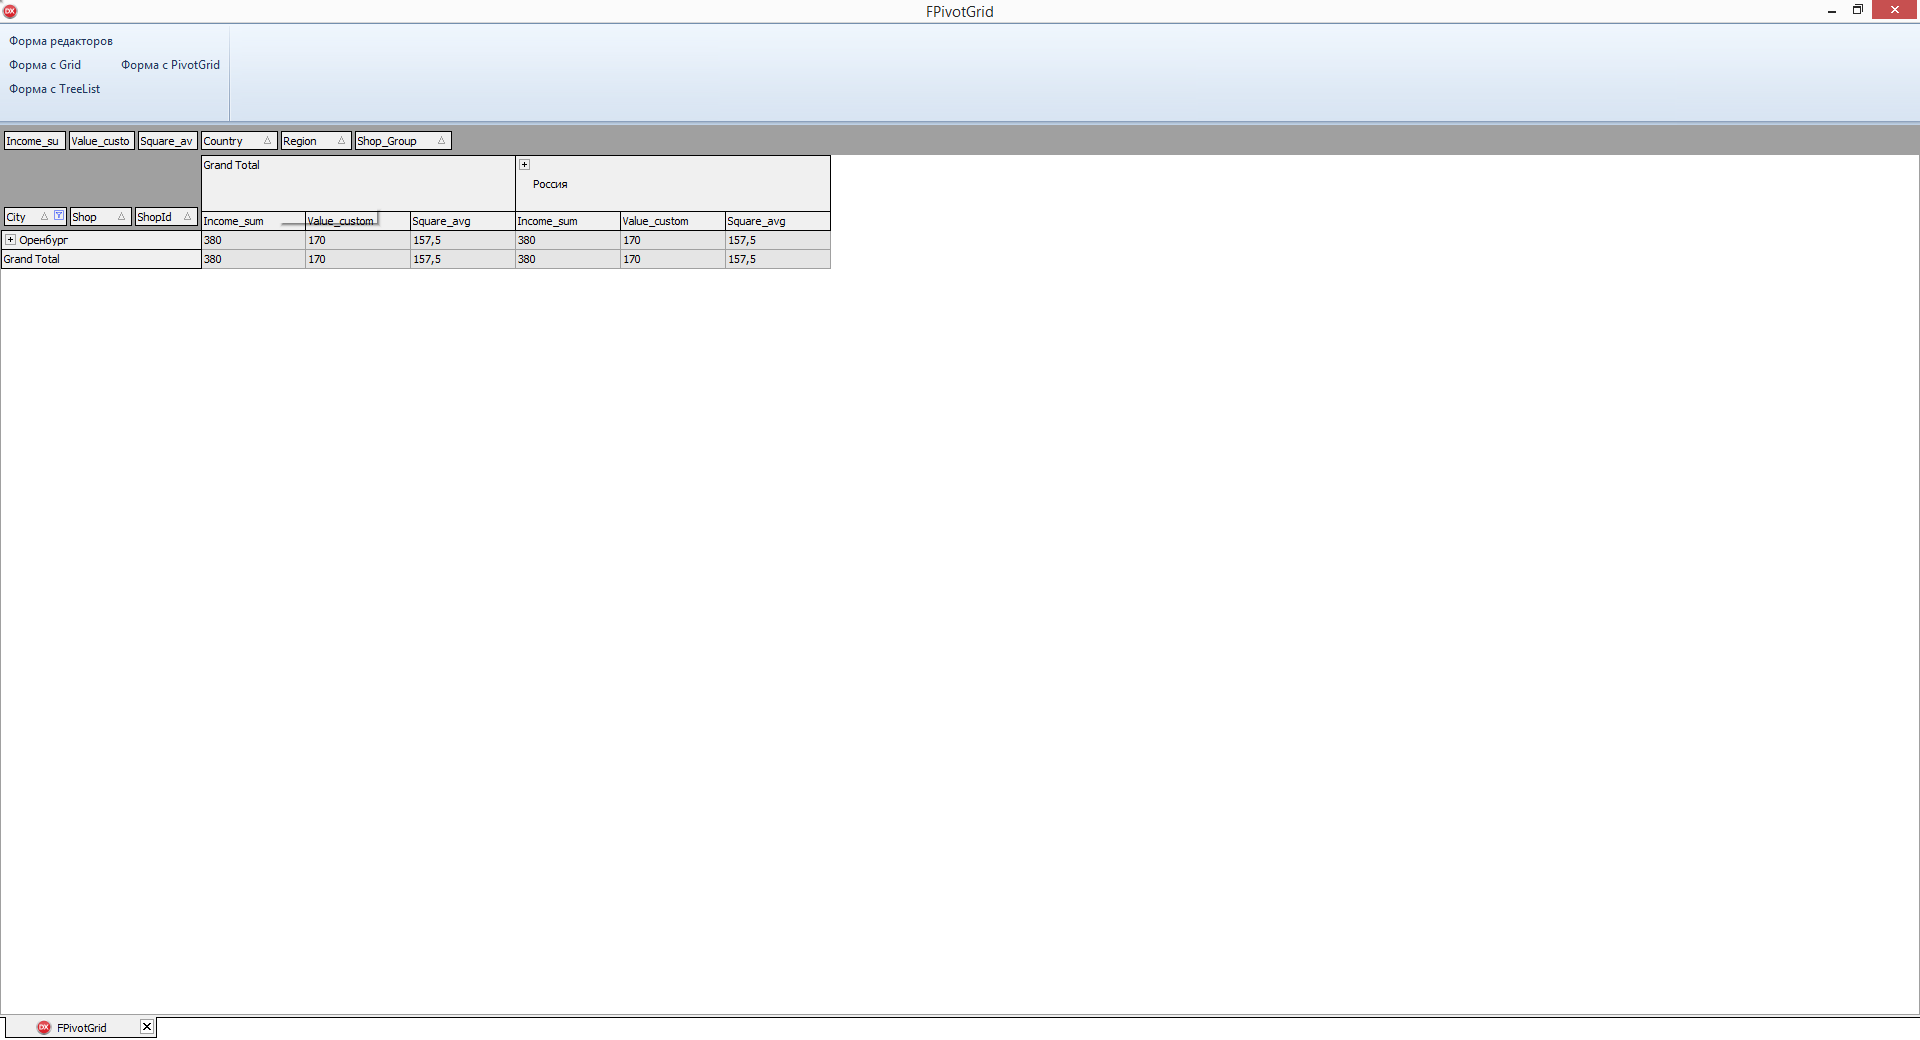 FPivotGrid
Форма редакторов
Форма с Grid Форма с PivotGrid
Форма с TreeList
Income_su Value_custo Square_av Country Region Shop_Group
Grand Total
Россия
City Shop ShopId
Income_sum Value_custom Square_avg Income_sum Value_custom Square_avg
Оренбург 380 170 157,5 380 170 157,5
Grand Total 380 170 157,5 380 170 157,5
DX FPivotGrid